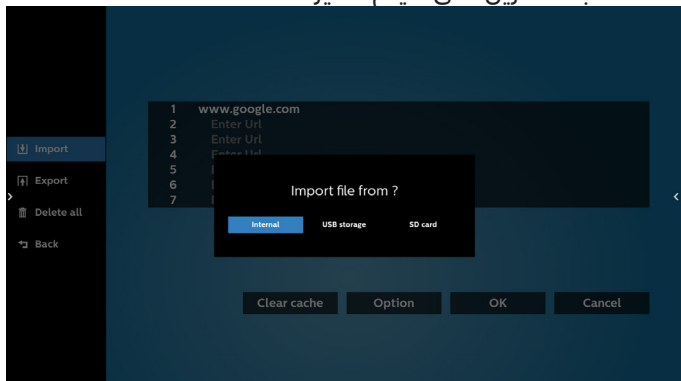 1 www.google.com
2 Enter Url
3 Enter Url
4
5
6
7
Import
Export
Delete all
Back
Import file from ?
Internal USB storage SD card
Clear cache Option OK Cancel